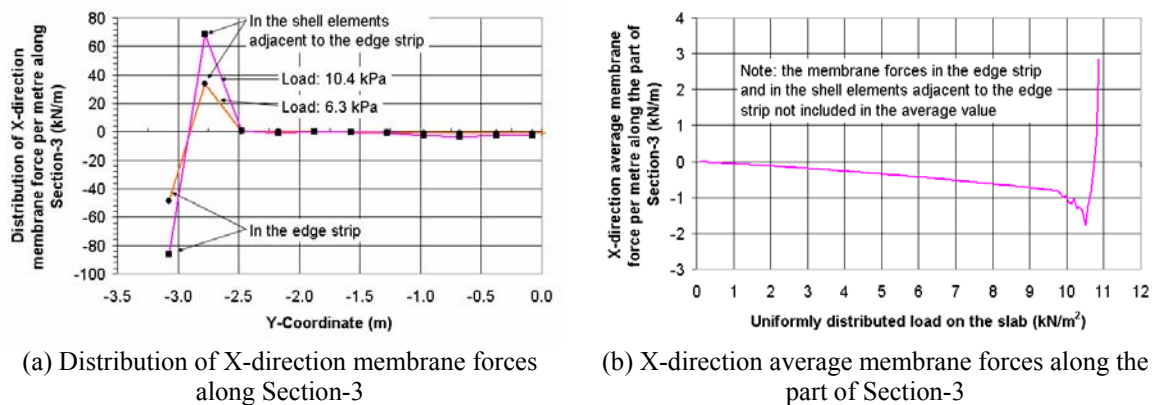 Distribution of X-direction
membrane force per metre along
Section-3 (kN/m)
80
60
40
20
0
-20
-40
-60
-80
-100
In the shell elements
adjacent to the edge strip
Load: 10.4 kPa
Load: 6.3 kPa
In the edge strip
-3.5 -3.0 -2.5 -2.0 -1.5 -1.0 -0.5 0.0
Y-Coordinate (m)
(a) Distribution of X-direction membrane forces
along Section-3
X-direction average membrane
force per metre along the part of
Section-3 (kN/m)
4
3
2
1
0
-1
-2
-3
Note: the membrane forces in the edge strip
and in the shell elements adjacent to the edge
strip not included in the average value
0 1 2 3 4 5 6 7 8 9 10 11 12
Uniformly distributed load on the slab (kN/m²)
(b) X-direction average membrane forces along the
part of Section-3